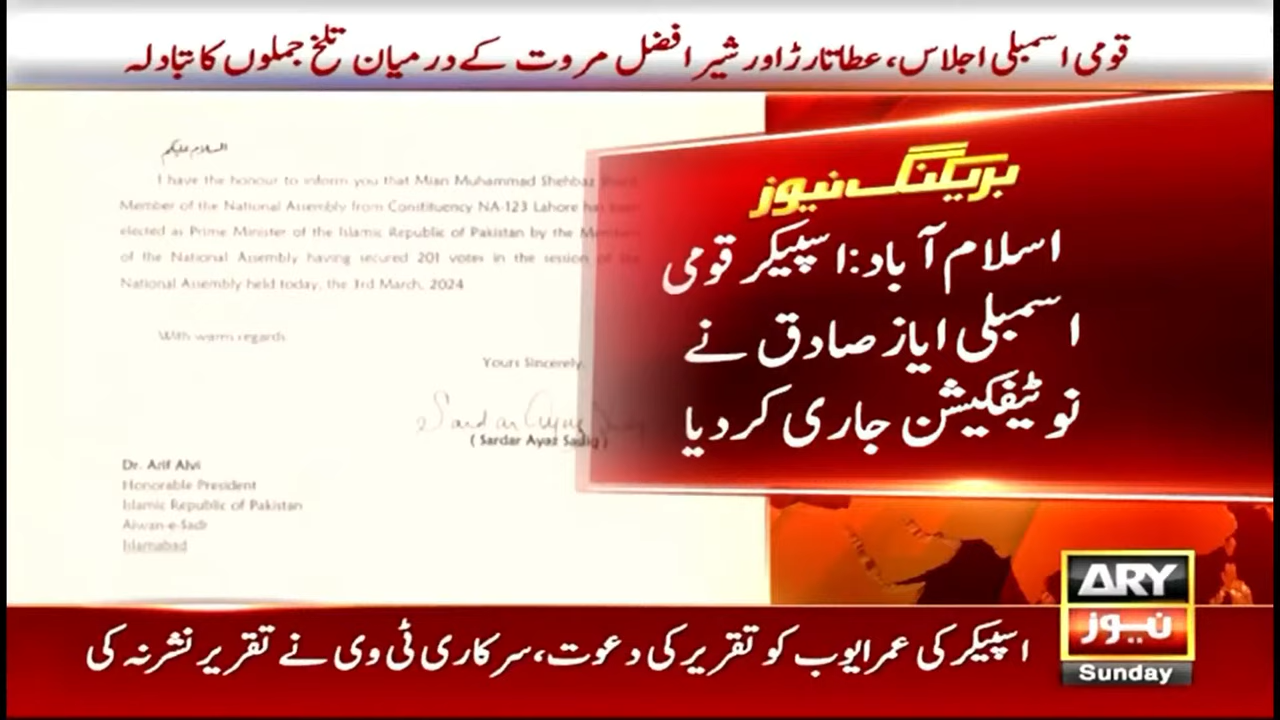 قومی اسمبلی اجلاس، عطا تارڑ اور شیر افضل مروت کے درمیان تلخ جملوں کا تبادلہ
السلام علیکم
I have the honour to inform you that Mian Muhammad Shehbaz
Member of the National Assembly from Constituency NA-123 Lahore has
elected as Prime Minister of the Islamic Republic of Pakistan by the
of the National Assembly having secured 201 votes in the session of the
National Assembly held today, the 3rd March, 2024
With warm regards
Yours Sincerely,
( Sardar Ayaz Sadiq )
Dr. Arif Alvi
Honorable President
Islamic Republic of Pakistan
Aiwan-e-Sadr
Islamabad
بریکنگ نیوز
اسلام آباد: اسپیکر قومی
اسمبلی ایاز صادق نے
نوٹیفکیشن جاری کردیا
ARY
نیوز
Sunday
اسپیکر کی عمر ایوب کو تقریر کی دعوت، سرکاری ٹی وی نے تقریر نشر نہ کی